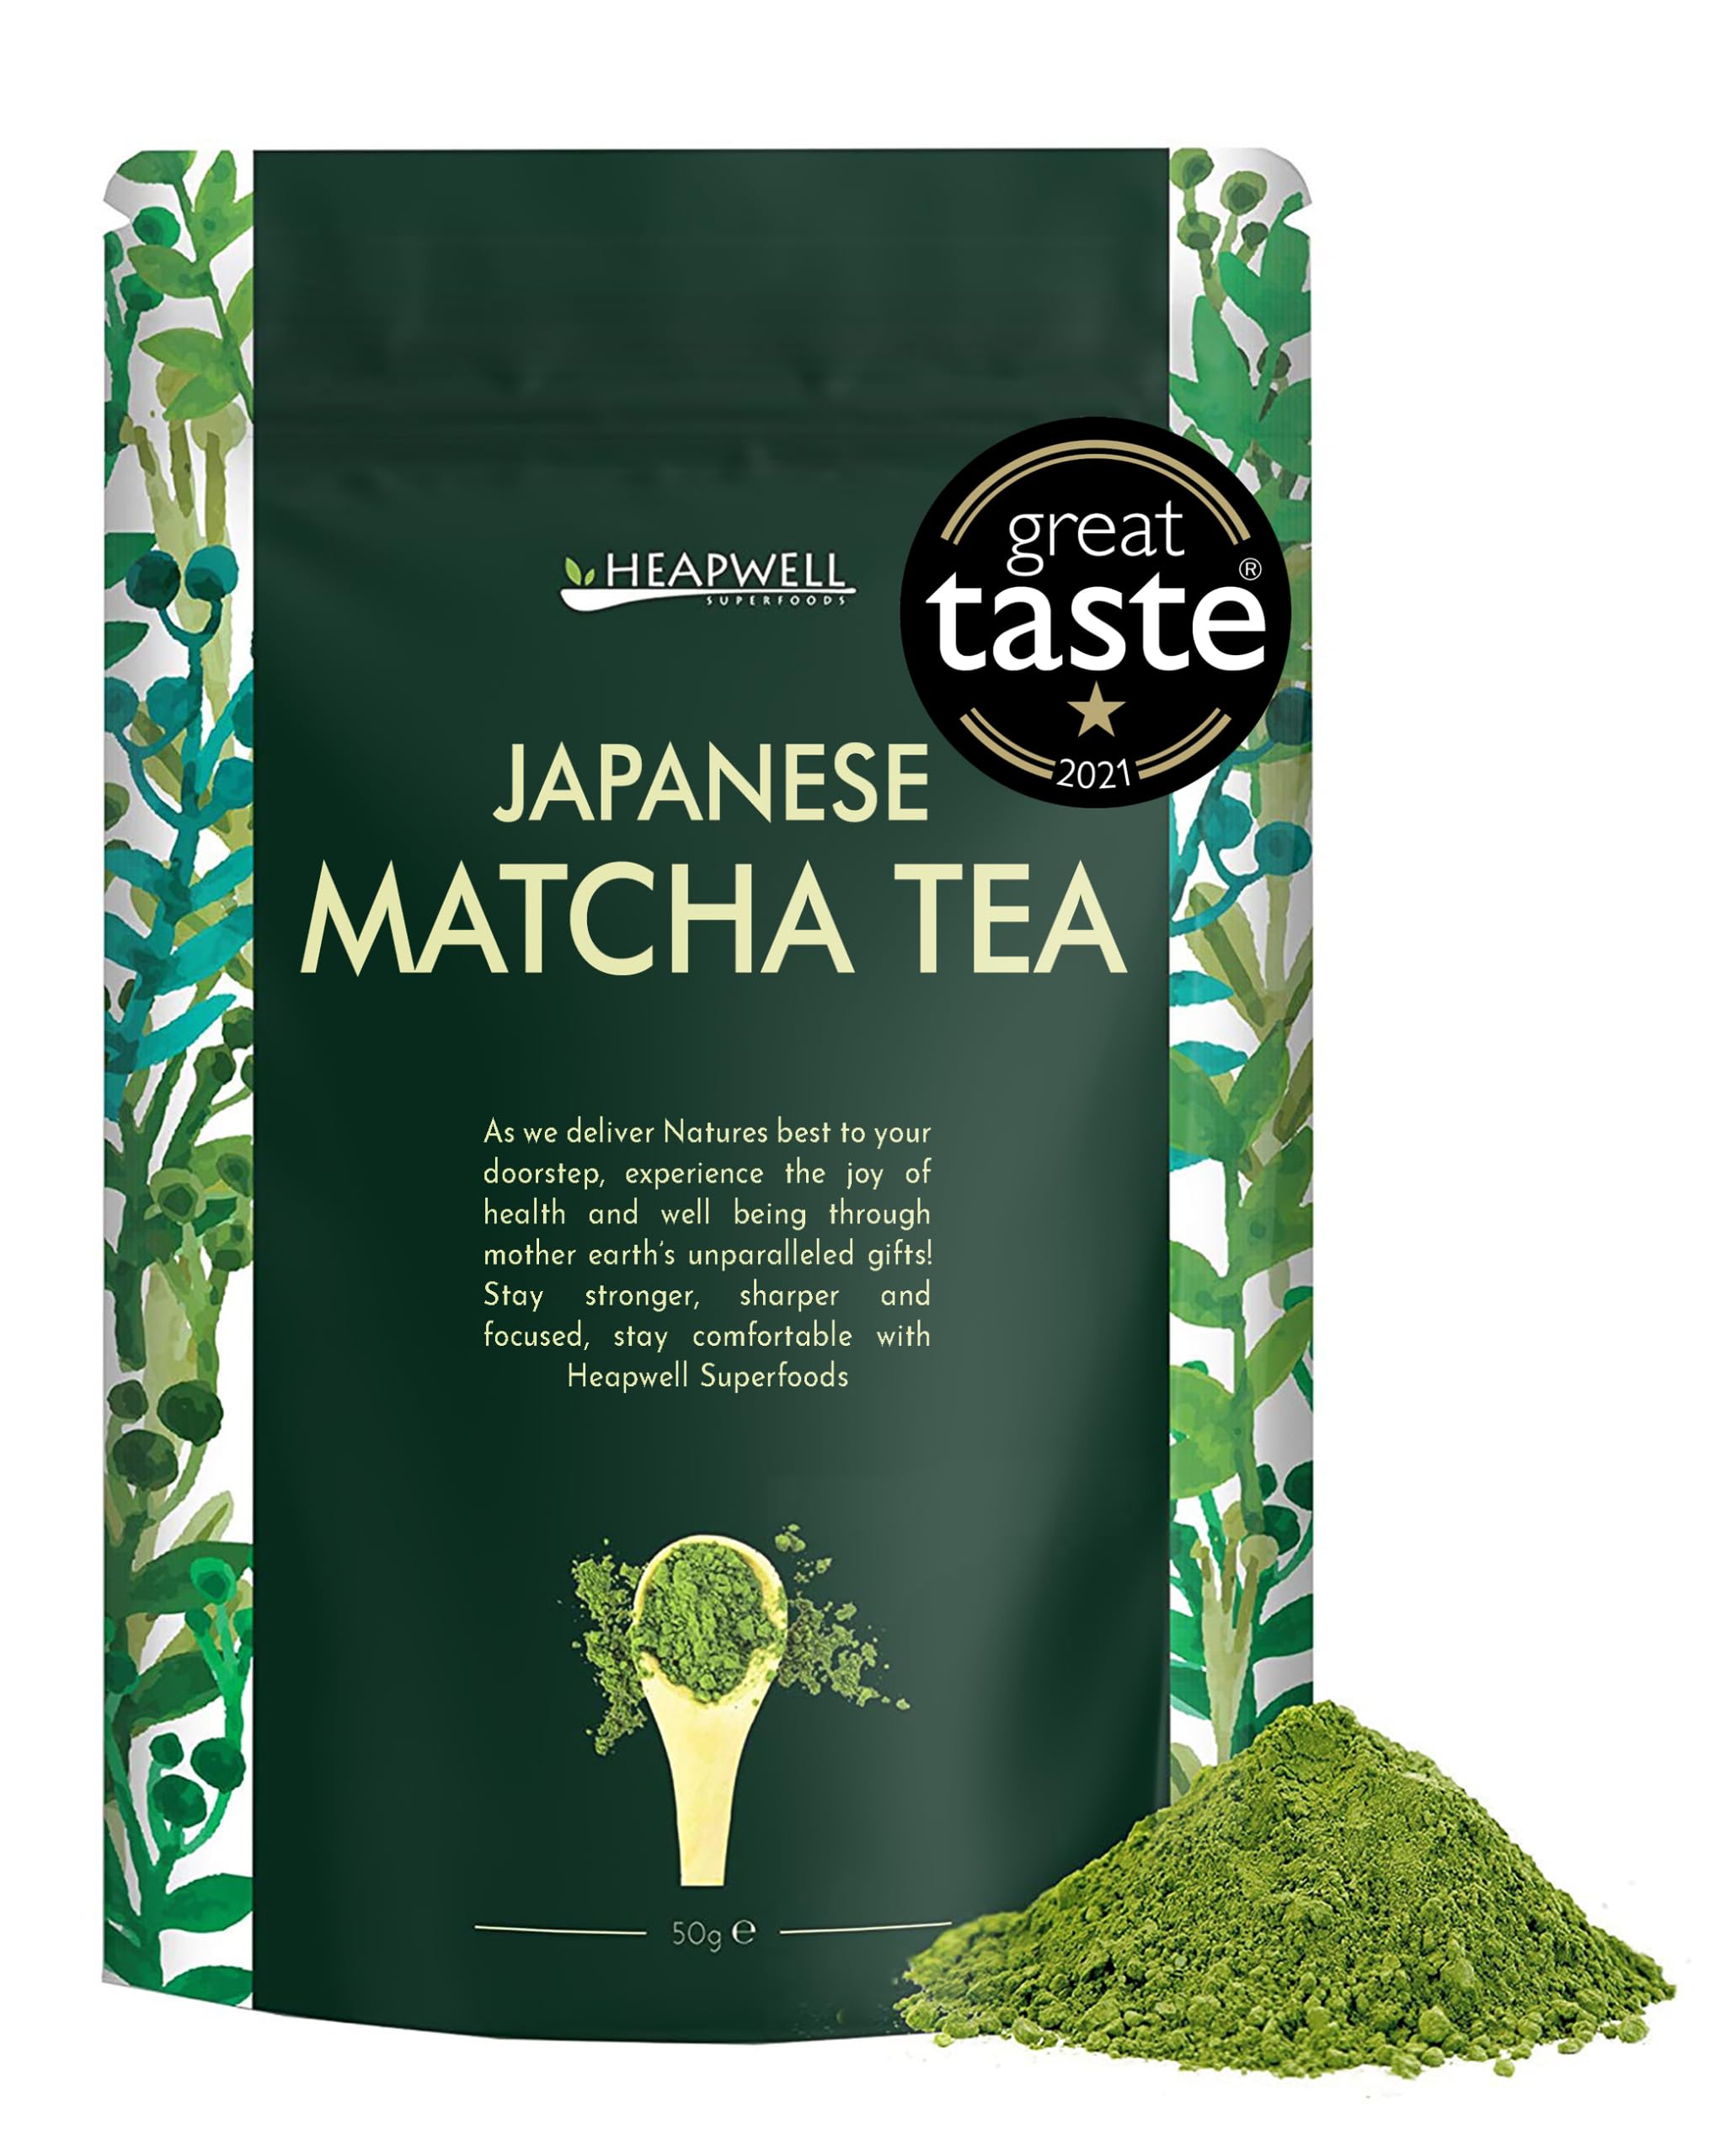 HEAPWELL
SUPERFOODS
great
taste®
2021
JAPANESE
MATCHA TEA
As we deliver Natures best to your
doorstep, experience the joy of
health and well being through
mother earth's unparalleled gifts!
Stay stronger, sharper and
focused, stay comfortable with
Heapwell Superfoods
50g ℮